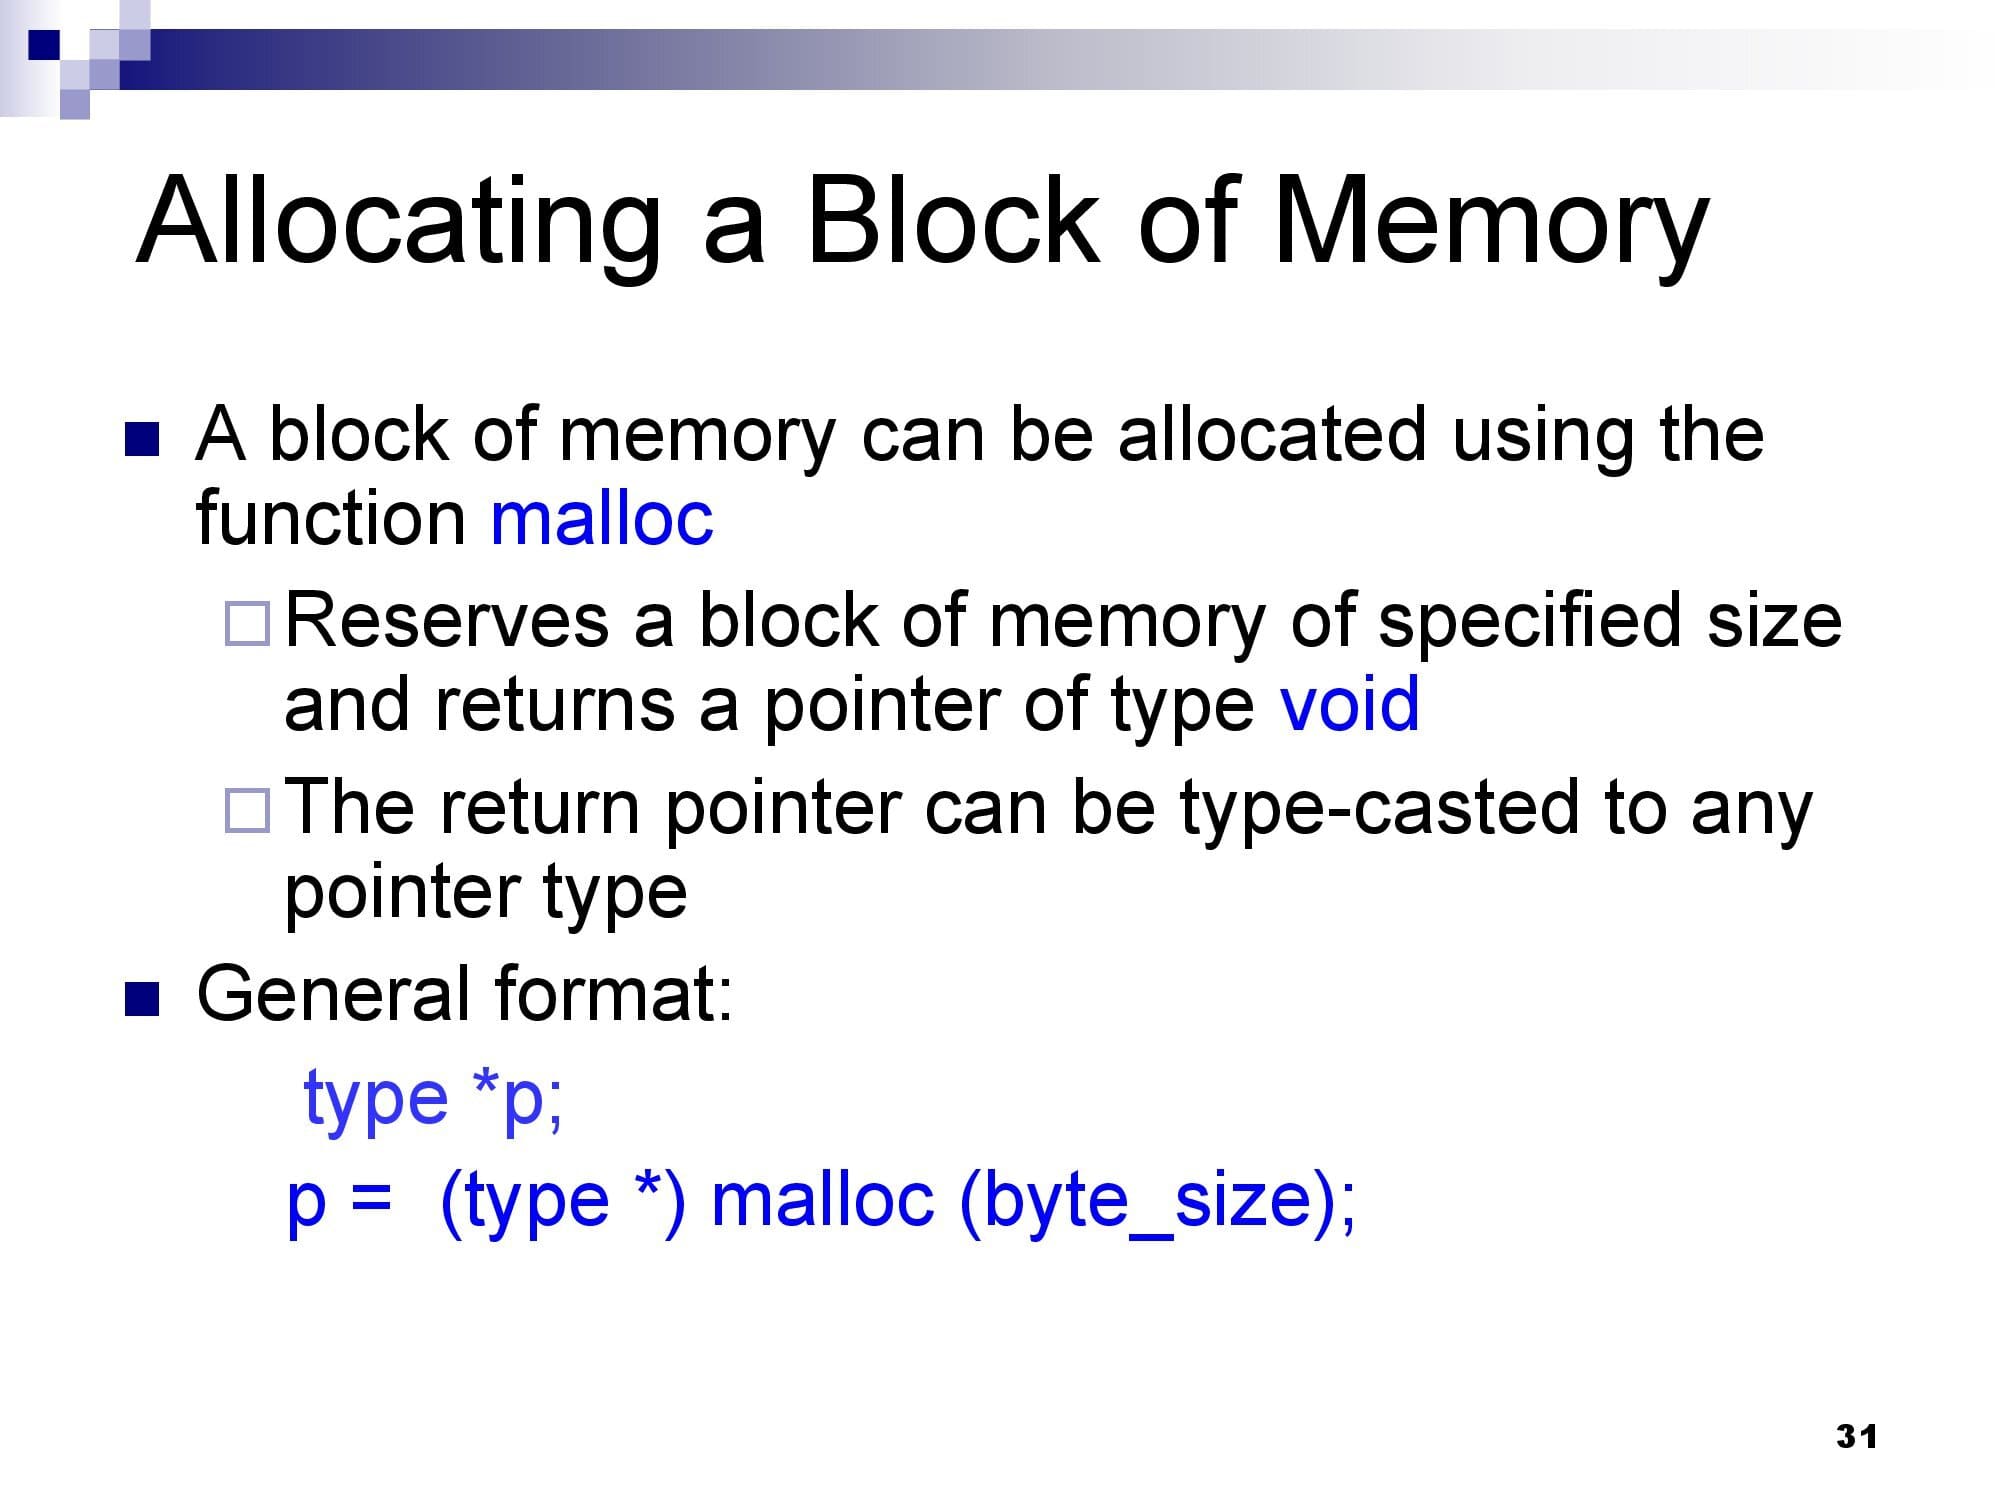 Allocating a Block of Memory
A block of memory can be allocated using the
function malloc
Reserves a block of memory of specified size
and returns a pointer of type void
The return pointer can be type-casted to any
pointer type
General format:
type *p;
p =  (type *) malloc (byte_size);
31